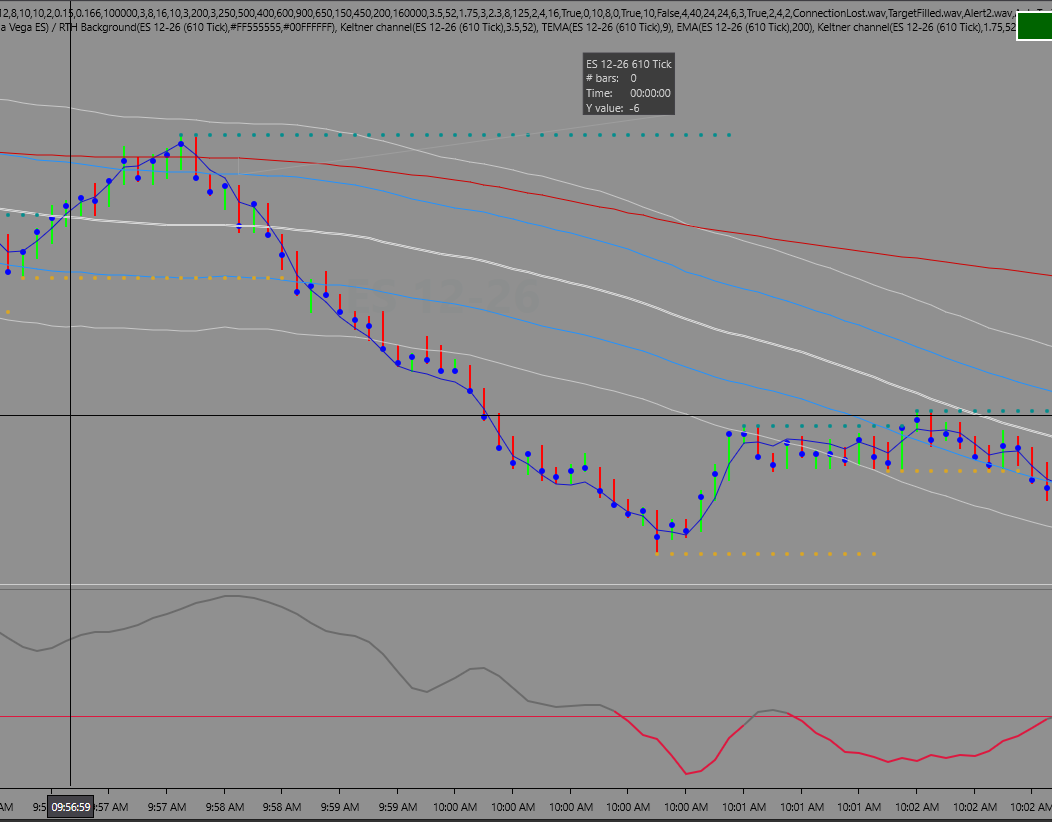 12,8,10,10,2,0.15,0.166,100000,3,8,16,10,3,200,3,250,500,400,600,900,650,150,450,200,160000,3.5,52,1.75,3,2,3,8,125,2,4,16,True,0,10,8,0,True,10,False,4,40,24,24,6,3,True,2,4,2,ConnectionLost.wav,TargetFilled.wav,Alert2.wav,
a Vega ES) / RTH Background(ES 12-26 (610 Tick),#FF555555,#00FFFFFF), Keltner channel(ES 12-26 (610 Tick),3.5,52), TEMA(ES 12-26 (610 Tick),9), EMA(ES 12-26 (610 Tick),200), Keltner channel(ES 12-26 (610 Tick),1.75,52
ES 12-26 610 Tick
# bars: 0
Time: 00:00:00
Y value: -6
ES 12-26
AM 9:5 09:56:59 :57 AM 9:57 AM 9:58 AM 9:58 AM 9:59 AM 9:59 AM 10:00 AM 10:00 AM 10:00 AM 10:00 AM 10:00 AM 10:01 AM 10:01 AM 10:01 AM 10:02 AM 10:02 AM 10:02 AM